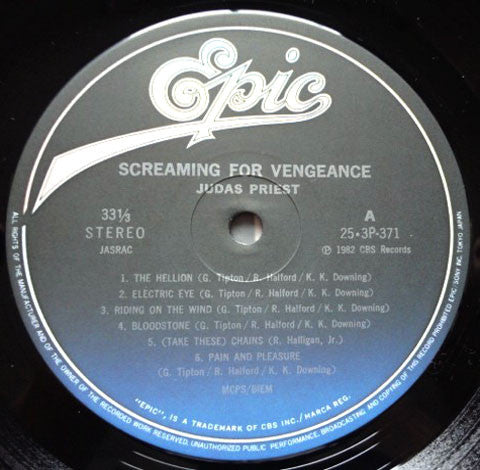 Epic
SCREAMING FOR VENGEANCE
JUDAS PRIEST
33⅓
STEREO
JASRAC
A
25·3P-371
Ⓟ 1982 CBS Records
1. THE HELLION (G. Tipton/R. Halford/K. K. Downing)
2. ELECTRIC EYE (G. Tipton/R. Halford/K. K. Downing)
3. RIDING ON THE WIND (G. Tipton/R. Halford/K. K. Downing)
4. BLOODSTONE (G. Tipton/R. Halford/K. K. Downing)
5. (TAKE THESE) CHAINS (R. Halligan, Jr.)
6. PAIN AND PLEASURE
(G. Tipton/R. Halford/K. K. Downing)
MCPS/BIEM
"EPIC", IS A TRADEMARK OF CBS INC./MARCA REG.
ALL RIGHTS OF THE MANUFACTURER AND OF THE OWNER OF THE RECORDED WORK RESERVED. UNAUTHORIZED PUBLIC PERFORMANCE, BROADCASTING AND COPYING OF THIS RECORD PROHIBITED EPIC/SONY INC. TOKYO JAPAN